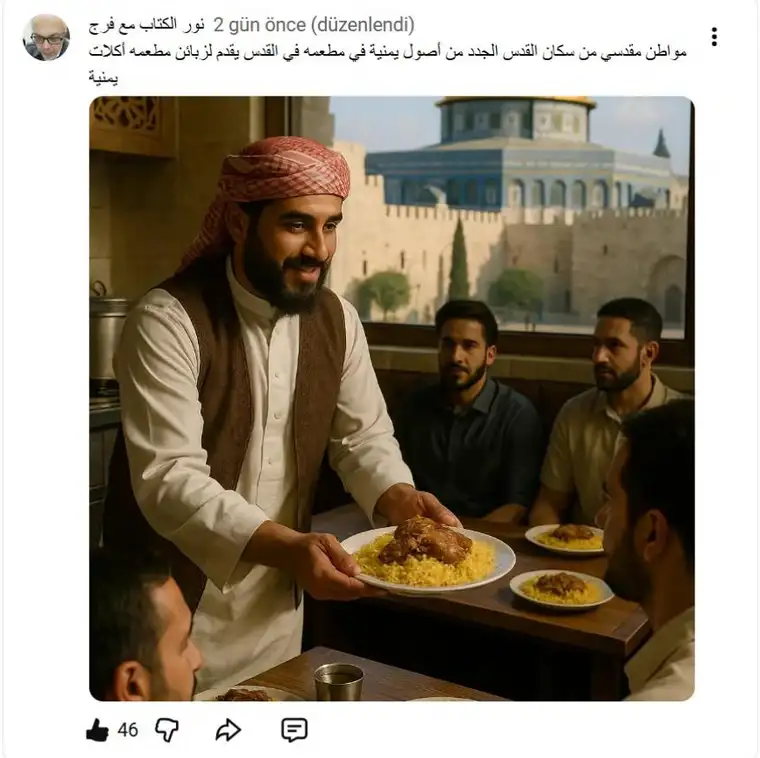 نور الكتاب مع فرج 2 gün önce (düzenlendi)
مواطن مقدسي من سكان القدس الجدد من أصول يمنية في مطعمه في القدس يقدم لزبائن مطعمه أكلات
يمنية
46